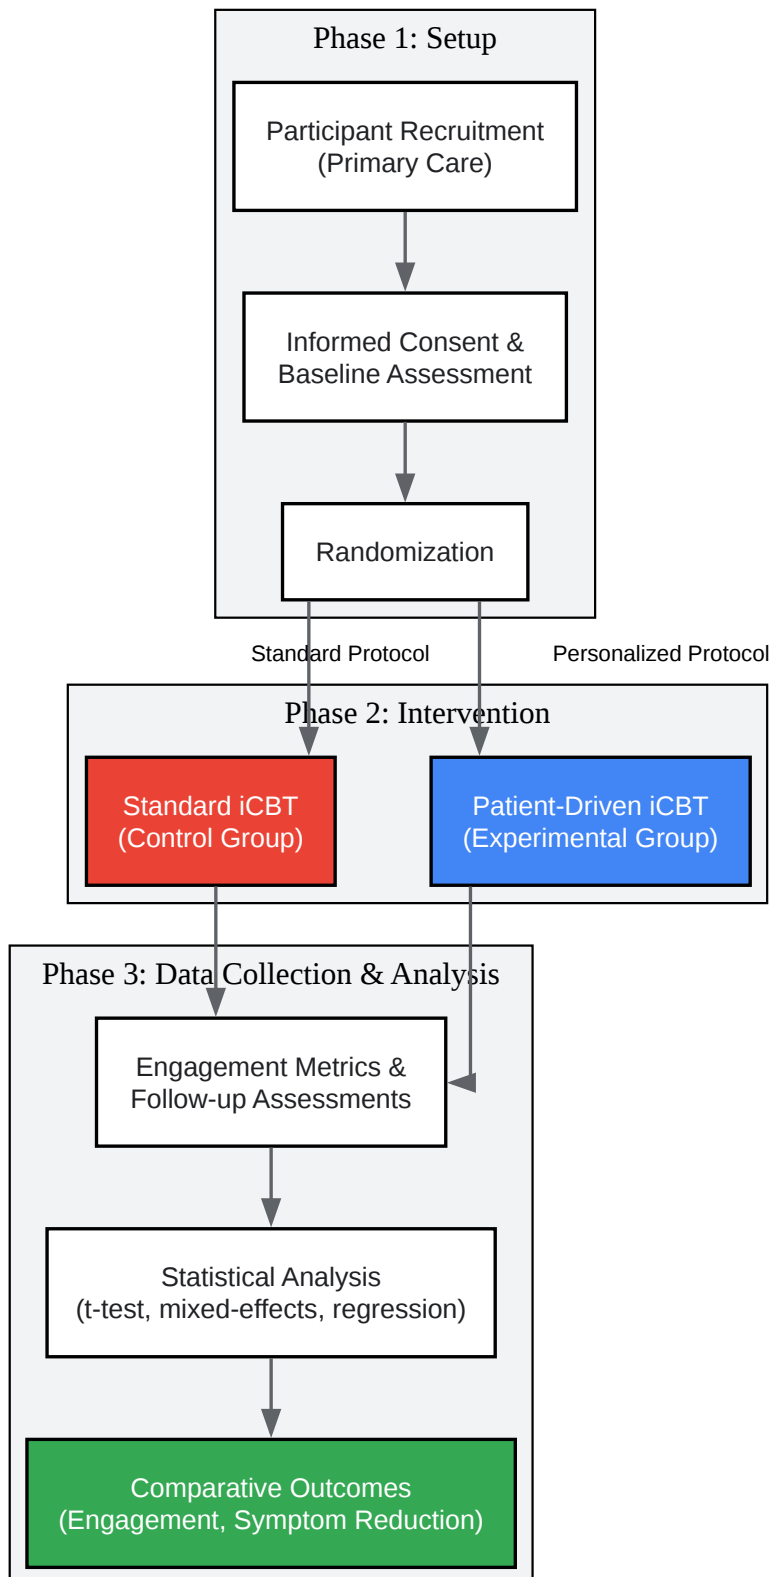 Phase 1: Setup
Participant Recruitment
(Primary Care)
Informed Consent &
Baseline Assessment
Randomization
Standard Protocol
Personalized Protocol
Phase 2: Intervention
Standard iCBT
(Control Group)
Patient-Driven iCBT
(Experimental Group)
Phase 3: Data Collection & Analysis
Engagement Metrics &
Follow-up Assessments
Statistical Analysis
(t-test, mixed-effects, regression)
Comparative Outcomes
(Engagement, Symptom Reduction)